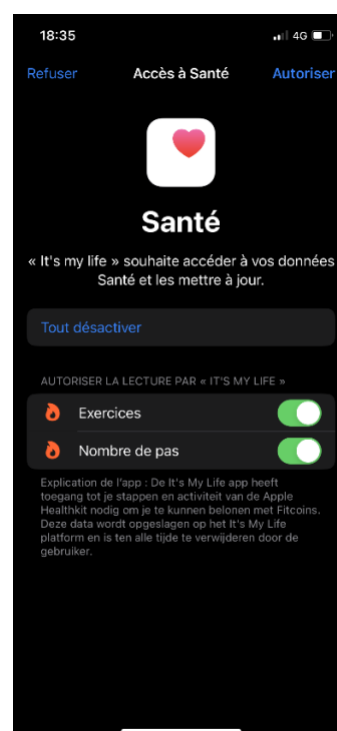 18:35
4G
Refuser
Accès à Santé
Autoriser
Santé
« It's my life » souhaite accéder à vos données
Santé et les mettre à jour.
Tout désactiver
AUTORISER LA LECTURE PAR « IT'S MY LIFE »
Exercices
Nombre de pas
Explication de l'app : De It's My Life app heeft
toegang tot je stappen en activiteit van de Apple
Healthkit nodig om je te kunnen belonen met Fitcoins.
Deze data wordt opgeslagen op het It's My Life
platform en is ten alle tijde te verwijderen door de
gebruiker.